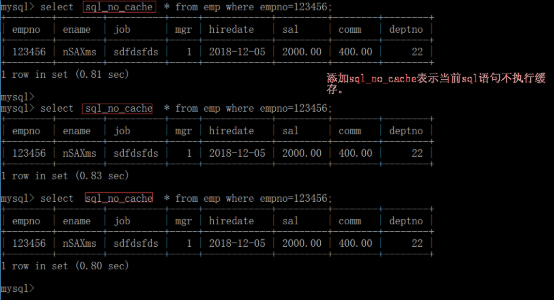 mysql> select sql_no_cache * from emp where empno=123456;
| empno | ename | job | mgr | hiredate | sal | comm | deptno |
| 123456 | nSAXms | sdfdsfds | 1 | 2018-12-05 | 2000.00 | 400.00 | 22 |
1 row in set (0.81 sec)
添加sql_no_cache表示当前sql语句不执行缓
存。
mysql>
mysql> select sql_no_cache * from emp where empno=123456;
| empno | ename | job | mgr | hiredate | sal | comm | deptno |
| 123456 | nSAXms | sdfdsfds | 1 | 2018-12-05 | 2000.00 | 400.00 | 22 |
1 row in set (0.83 sec)
mysql> select sql_no_cache * from emp where empno=123456;
| empno | ename | job | mgr | hiredate | sal | comm | deptno |
| 123456 | nSAXms | sdfdsfds | 1 | 2018-12-05 | 2000.00 | 400.00 | 22 |
1 row in set (0.80 sec)
mysql>